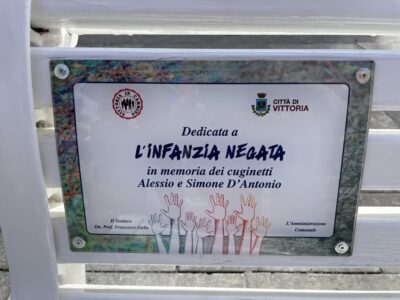 CITTÀ DI
VITTORIA
Dedicata a
L'INFANZIA NEGATA
in memoria dei cuginetti
Alessio e Simone D'Antonio
Il Sindaco
On. Prof. Francesco Aiello
L'Amministrazione
Comunale